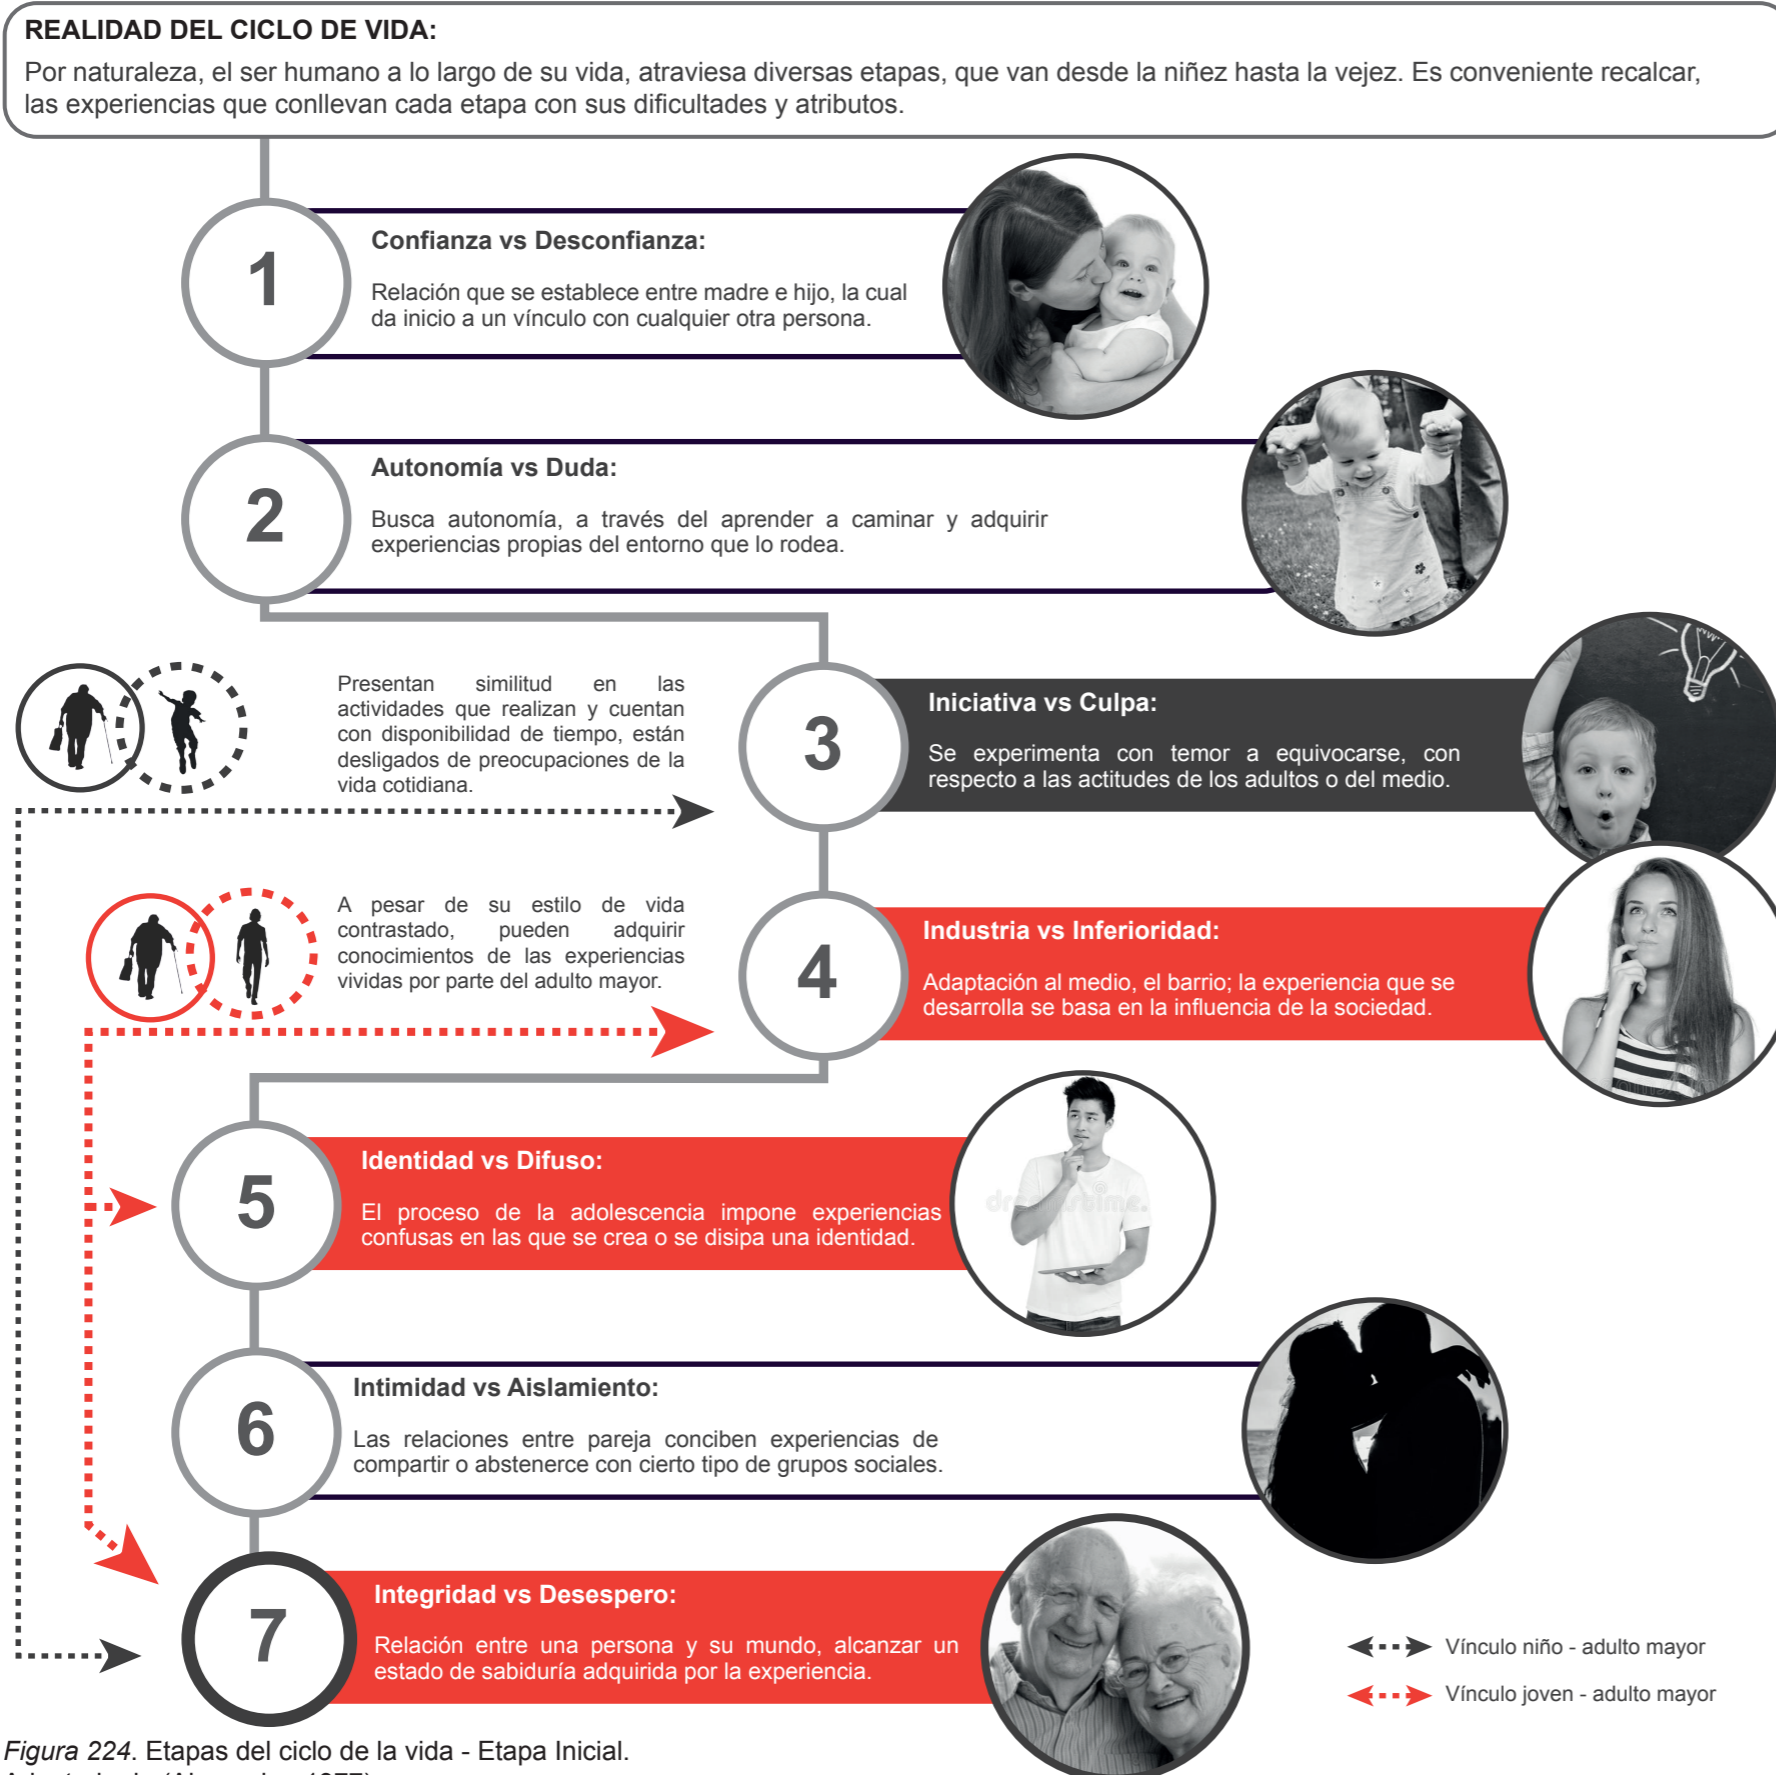 REALIDAD DEL CICLO DE VIDA:
Por naturaleza, el ser humano a lo largo de su vida, atraviesa diversas etapas, que van desde la niñez hasta la vejez. Es conveniente recalcar,
las experiencias que conllevan cada etapa con sus dificultades y atributos.
1
Confianza vs Desconfianza:
Relación que se establece entre madre e hijo, la cual
da inicio a un vínculo con cualquier otra persona.
2
Autonomía vs Duda:
Busca autonomía, a través del aprender a caminar y adquirir
experiencias propias del entorno que lo rodea.
Presentan similitud en las
actividades que realizan y cuentan
con disponibilidad de tiempo, están
desligados de preocupaciones de la
vida cotidiana.
3
Iniciativa vs Culpa:
Se experimenta con temor a equivocarse, con
respecto a las actitudes de los adultos o del medio.
A pesar de su estilo de vida
contrastado, pueden adquirir
conocimientos de las experiencias
vividas por parte del adulto mayor.
4
Industria vs Inferioridad:
Adaptación al medio, el barrio; la experiencia que se
desarrolla se basa en la influencia de la sociedad.
5
Identidad vs Difuso:
El proceso de la adolescencia impone experiencias
confusas en las que se crea o se disipa una identidad.
6
Intimidad vs Aislamiento:
Las relaciones entre pareja conciben experiencias de
compartir o abstenerce con cierto tipo de grupos sociales.
7
Integridad vs Desespero:
Relación entre una persona y su mundo, alcanzar un
estado de sabiduría adquirida por la experiencia.
Vínculo niño - adulto mayor
Vínculo joven - adulto mayor
Figura 224. Etapas del ciclo de la vida - Etapa Inicial.